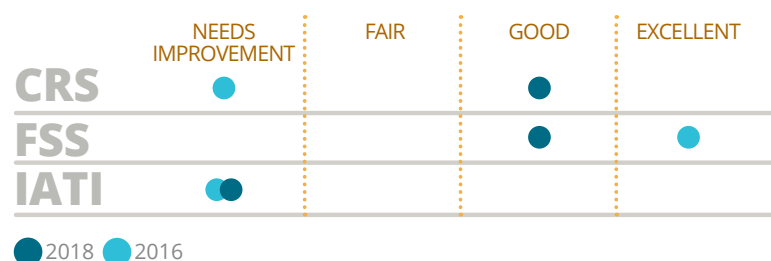 NEEDS
IMPROVEMENT
FAIR
GOOD
EXCELLENT
CRS
FSS
IATI
2018 2016